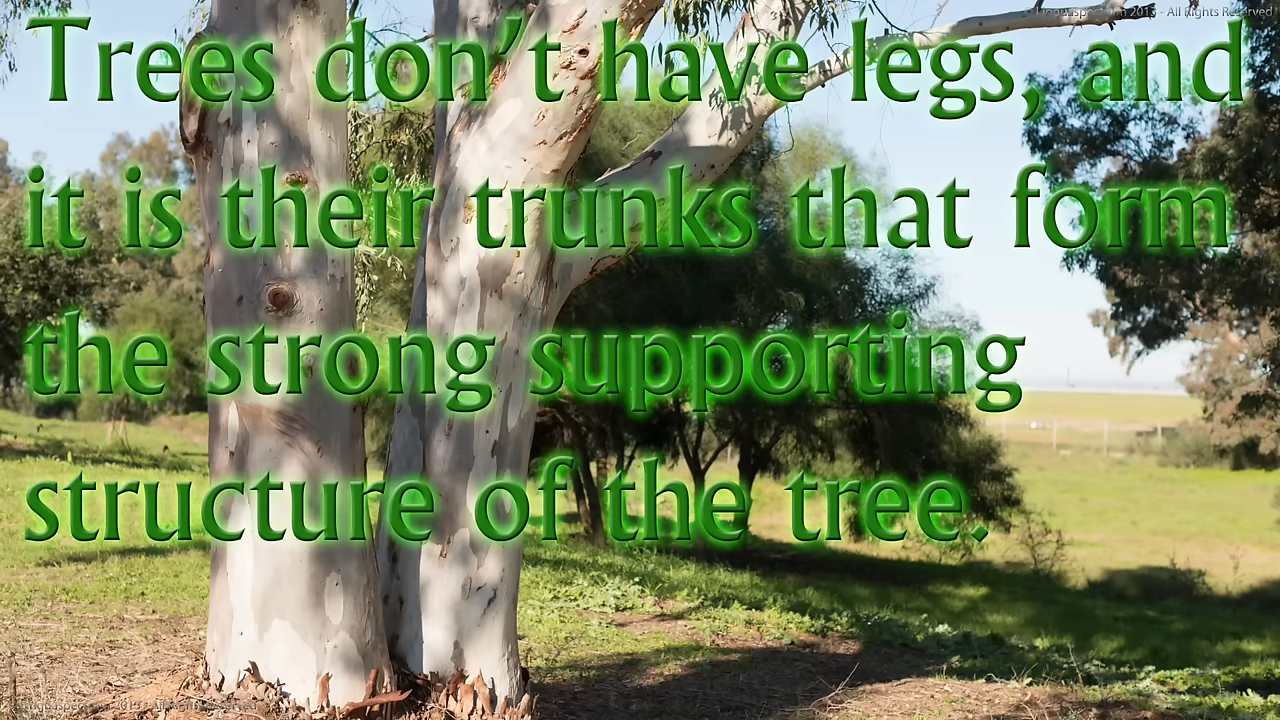 Trees don't have legs, and
it is their trunks that form
the strong supporting
structure of the tree.